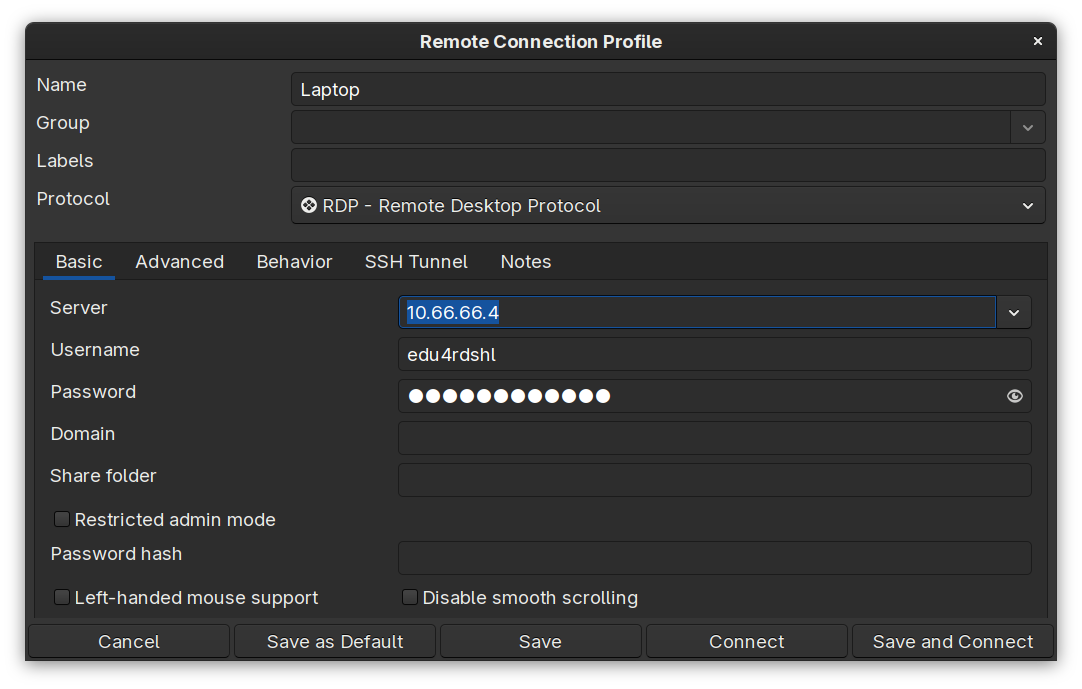 Remote Connection Profile
Name
Laptop
Group
Labels
Protocol
RDP - Remote Desktop Protocol
Basic Advanced Behavior SSH Tunnel Notes
Server
10.66.66.4
Username
edu4rdshl
Password
●●●●●●●●●●●●
Domain
Share folder
Restricted admin mode
Password hash
Left-handed mouse support Disable smooth scrolling
Cancel Save as Default Save Connect Save and Connect